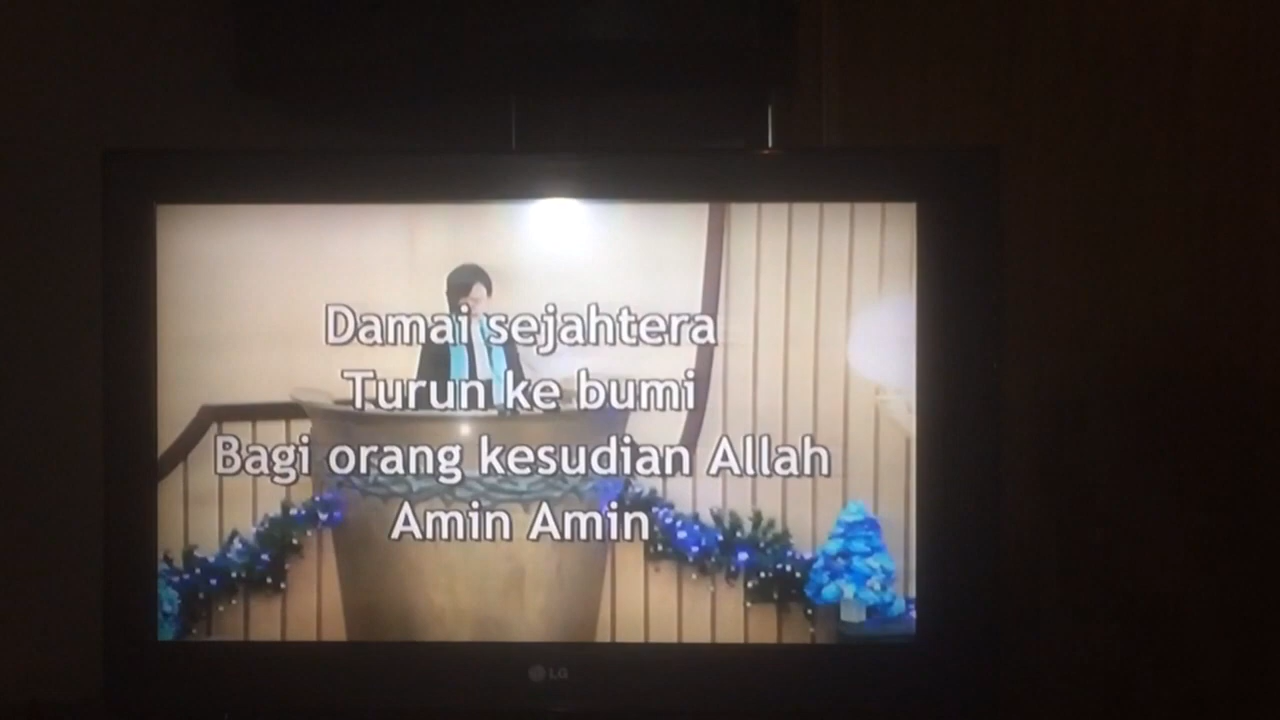 Damai sejahtera
Turun ke bumi
Bagi orang kesudian Allah
Amin Amin
LG